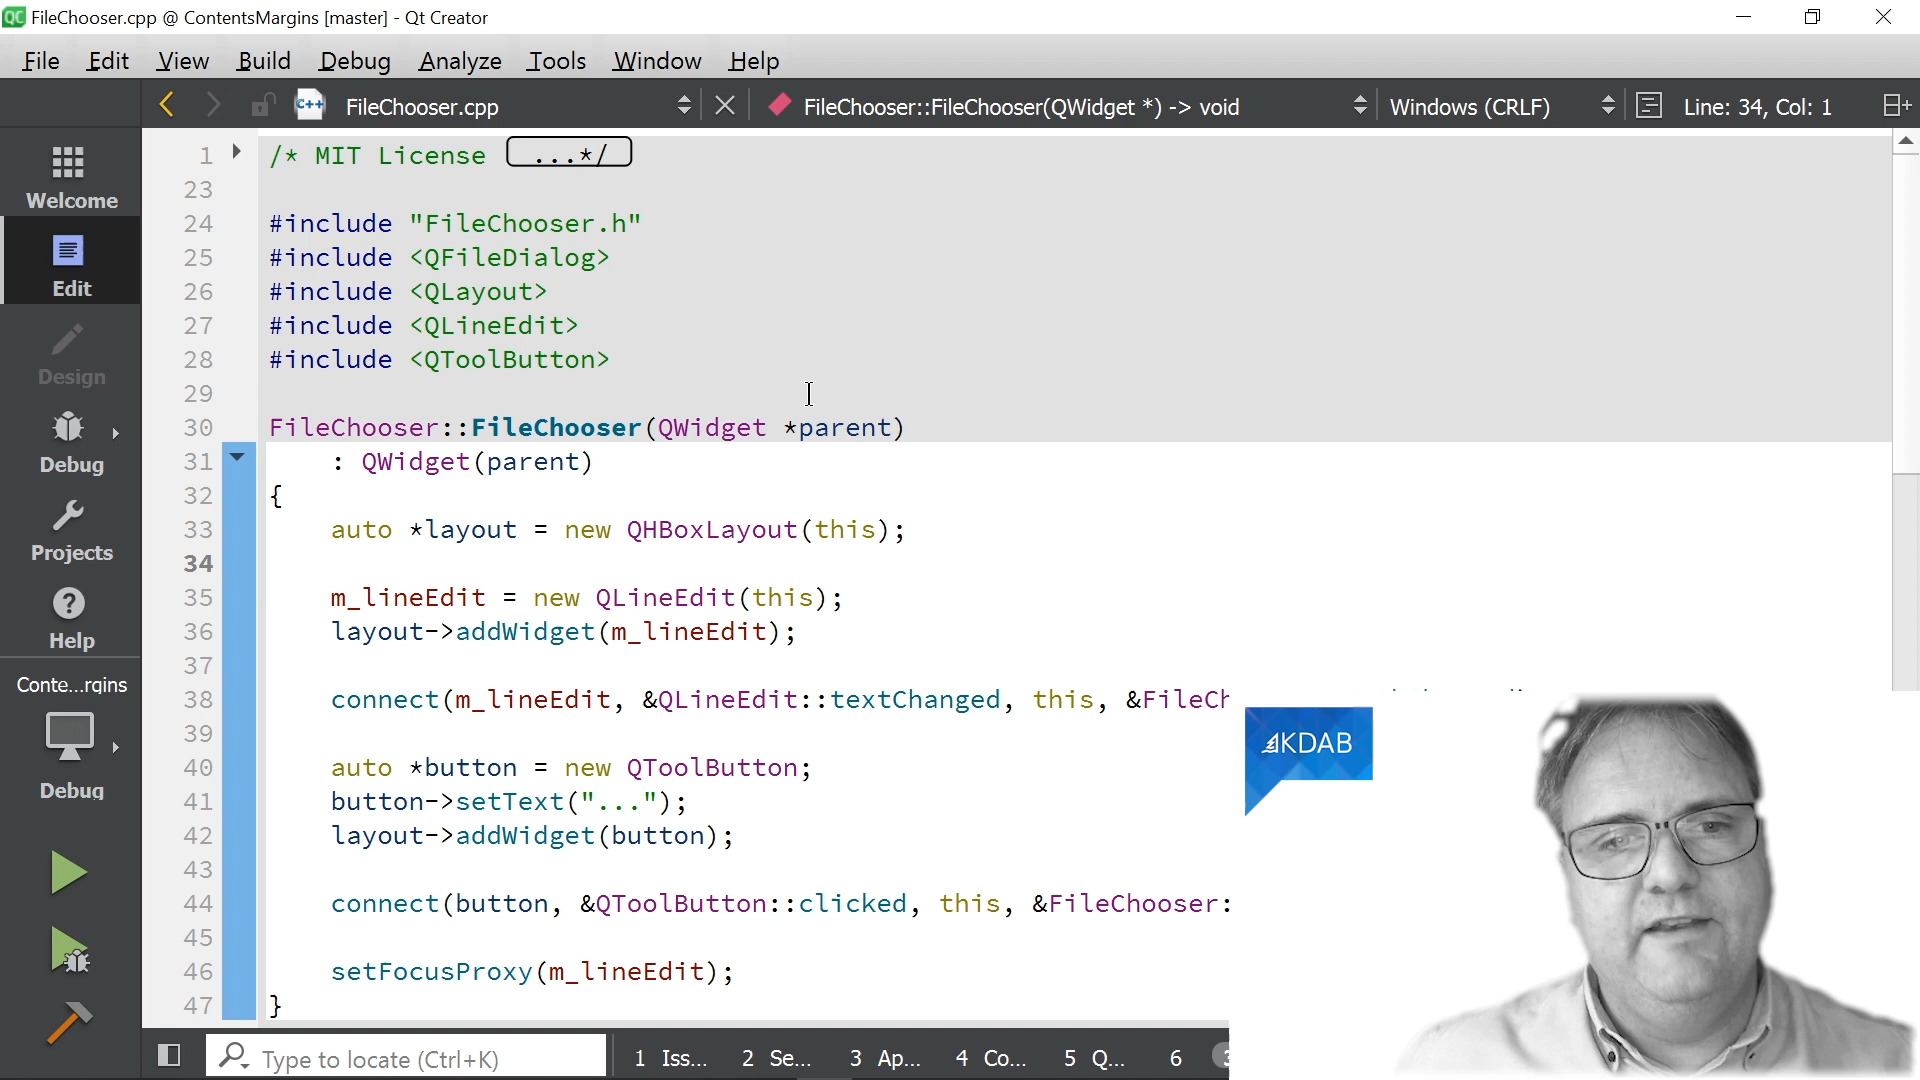 FileChooser.cpp @ ContentsMargins [master] - Qt Creator
File Edit View Build Debug Analyze Tools Window Help
FileChooser.cpp FileChooser::FileChooser(QWidget *) -> void Windows (CRLF) Line: 34, Col: 1
Welcome
Edit
Design
Debug
Projects
Help
Conte...rgins
Debug
1 /* MIT License ...*/
23
24 #include "FileChooser.h"
25 #include <QFileDialog>
26 #include <QLayout>
27 #include <QLineEdit>
28 #include <QToolButton>
29
30 FileChooser::FileChooser(QWidget *parent)
31 : QWidget(parent)
32 {
33 auto *layout = new QHBoxLayout(this);
34
35 m_lineEdit = new QLineEdit(this);
36 layout->addWidget(m_lineEdit);
37
38 connect(m_lineEdit, &QLineEdit::textChanged, this, &FileCh
39
40 auto *button = new QToolButton;
41 button->setText("...");
42 layout->addWidget(button);
43
44 connect(button, &QToolButton::clicked, this, &FileChooser:
45
46 setFocusProxy(m_lineEdit);
47 }
KDAB
Type to locate (Ctrl+K) 1 Iss... 2 Se... 3 Ap... 4 Co... 5 Q... 6